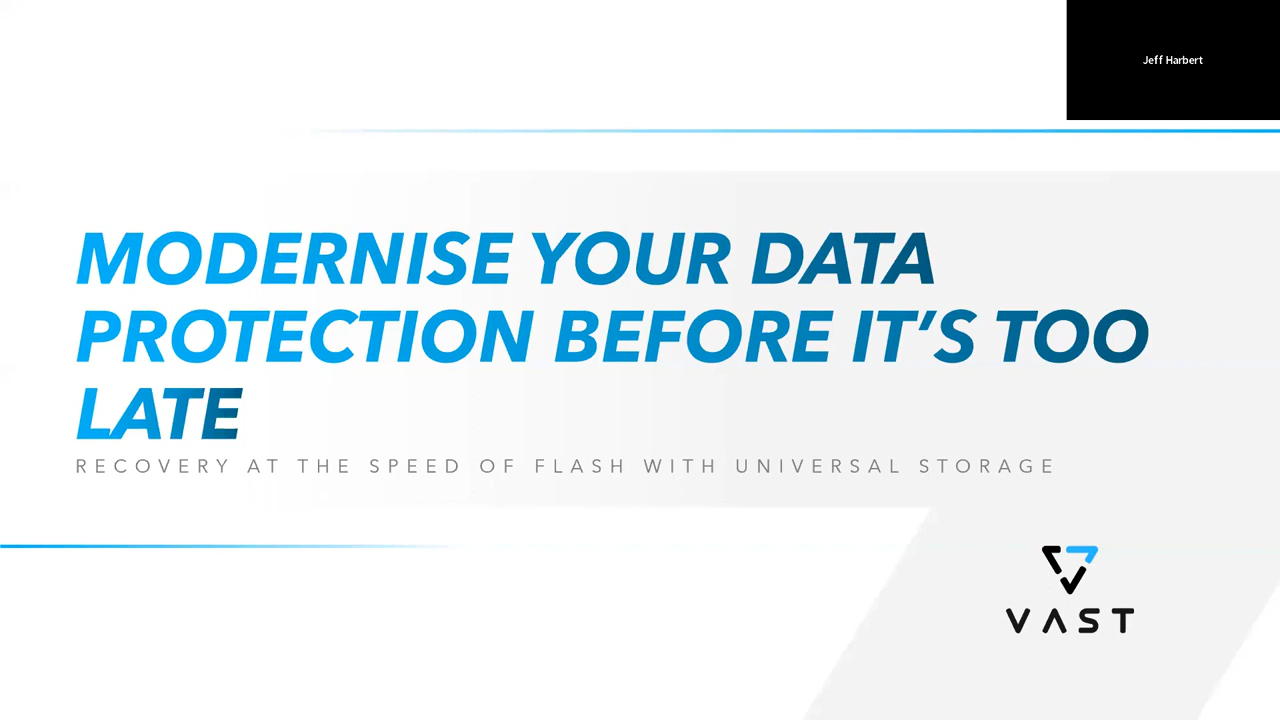 Jeff Harbert
MODERNISE YOUR DATA
PROTECTION BEFORE IT’S TOO
LATE
RECOVERY AT THE SPEED OF FLASH WITH UNIVERSAL STORAGE
VAST